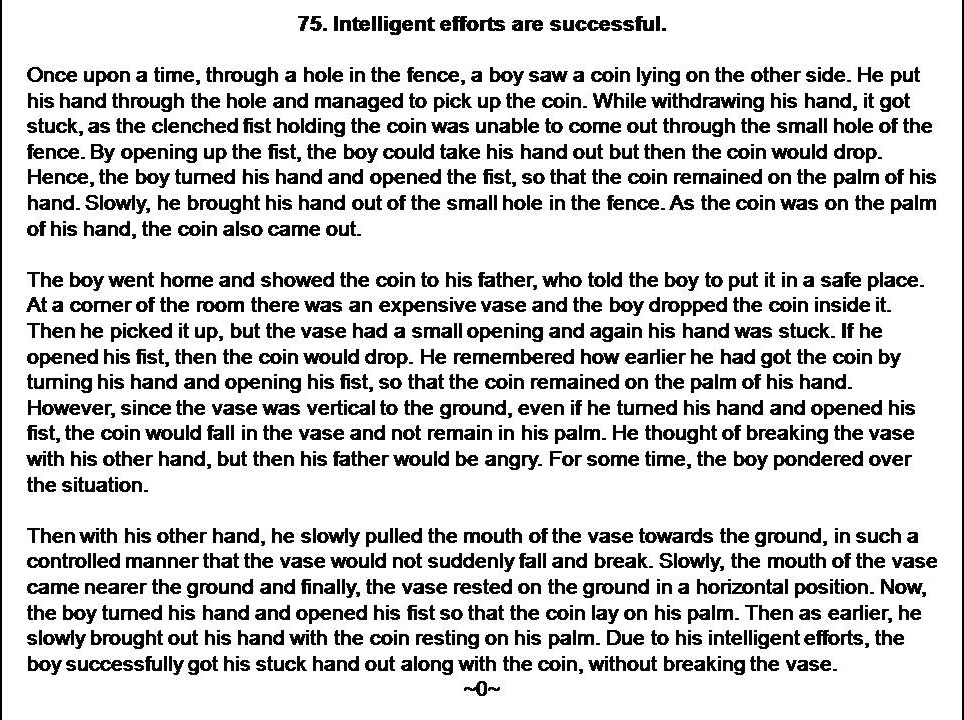 75. Intelligent efforts are successful.
Once upon a time, through a hole in the fence, a boy saw a coin lying on the other side. He put
his hand through the hole and managed to pick up the coin. While withdrawing his hand, it got
stuck, as the clenched fist holding the coin was unable to come out through the small hole of the
fence. By opening up the fist, the boy could take his hand out but then the coin would drop.
Hence, the boy turned his hand and opened the fist, so that the coin remained on the palm of his
hand. Slowly, he brought his hand out of the small hole in the fence. As the coin was on the palm
of his hand, the coin also came out.
The boy went home and showed the coin to his father, who told the boy to put it in a safe place.
At a corner of the room there was an expensive vase and the boy dropped the coin inside it.
Then he picked it up, but the vase had a small opening and again his hand was stuck. If he
opened his fist, then the coin would drop. He remembered how earlier he had got the coin by
turning his hand and opening his fist, so that the coin remained on the palm of his hand.
However, since the vase was vertical to the ground, even if he turned his hand and opened his
fist, the coin would fall in the vase and not remain in his palm. He thought of breaking the vase
with his other hand, but then his father would be angry. For some time, the boy pondered over
the situation.
Then with his other hand, he slowly pulled the mouth of the vase towards the ground, in such a
controlled manner that the vase would not suddenly fall and break. Slowly, the mouth of the vase
came nearer the ground and finally, the vase rested on the ground in a horizontal position. Now,
the boy turned his hand and opened his fist so that the coin lay on his palm. Then as earlier, he
slowly brought out his hand with the coin resting on his palm. Due to his intelligent efforts, the
boy successfully got his stuck hand out along with the coin, without breaking the vase.
~0~